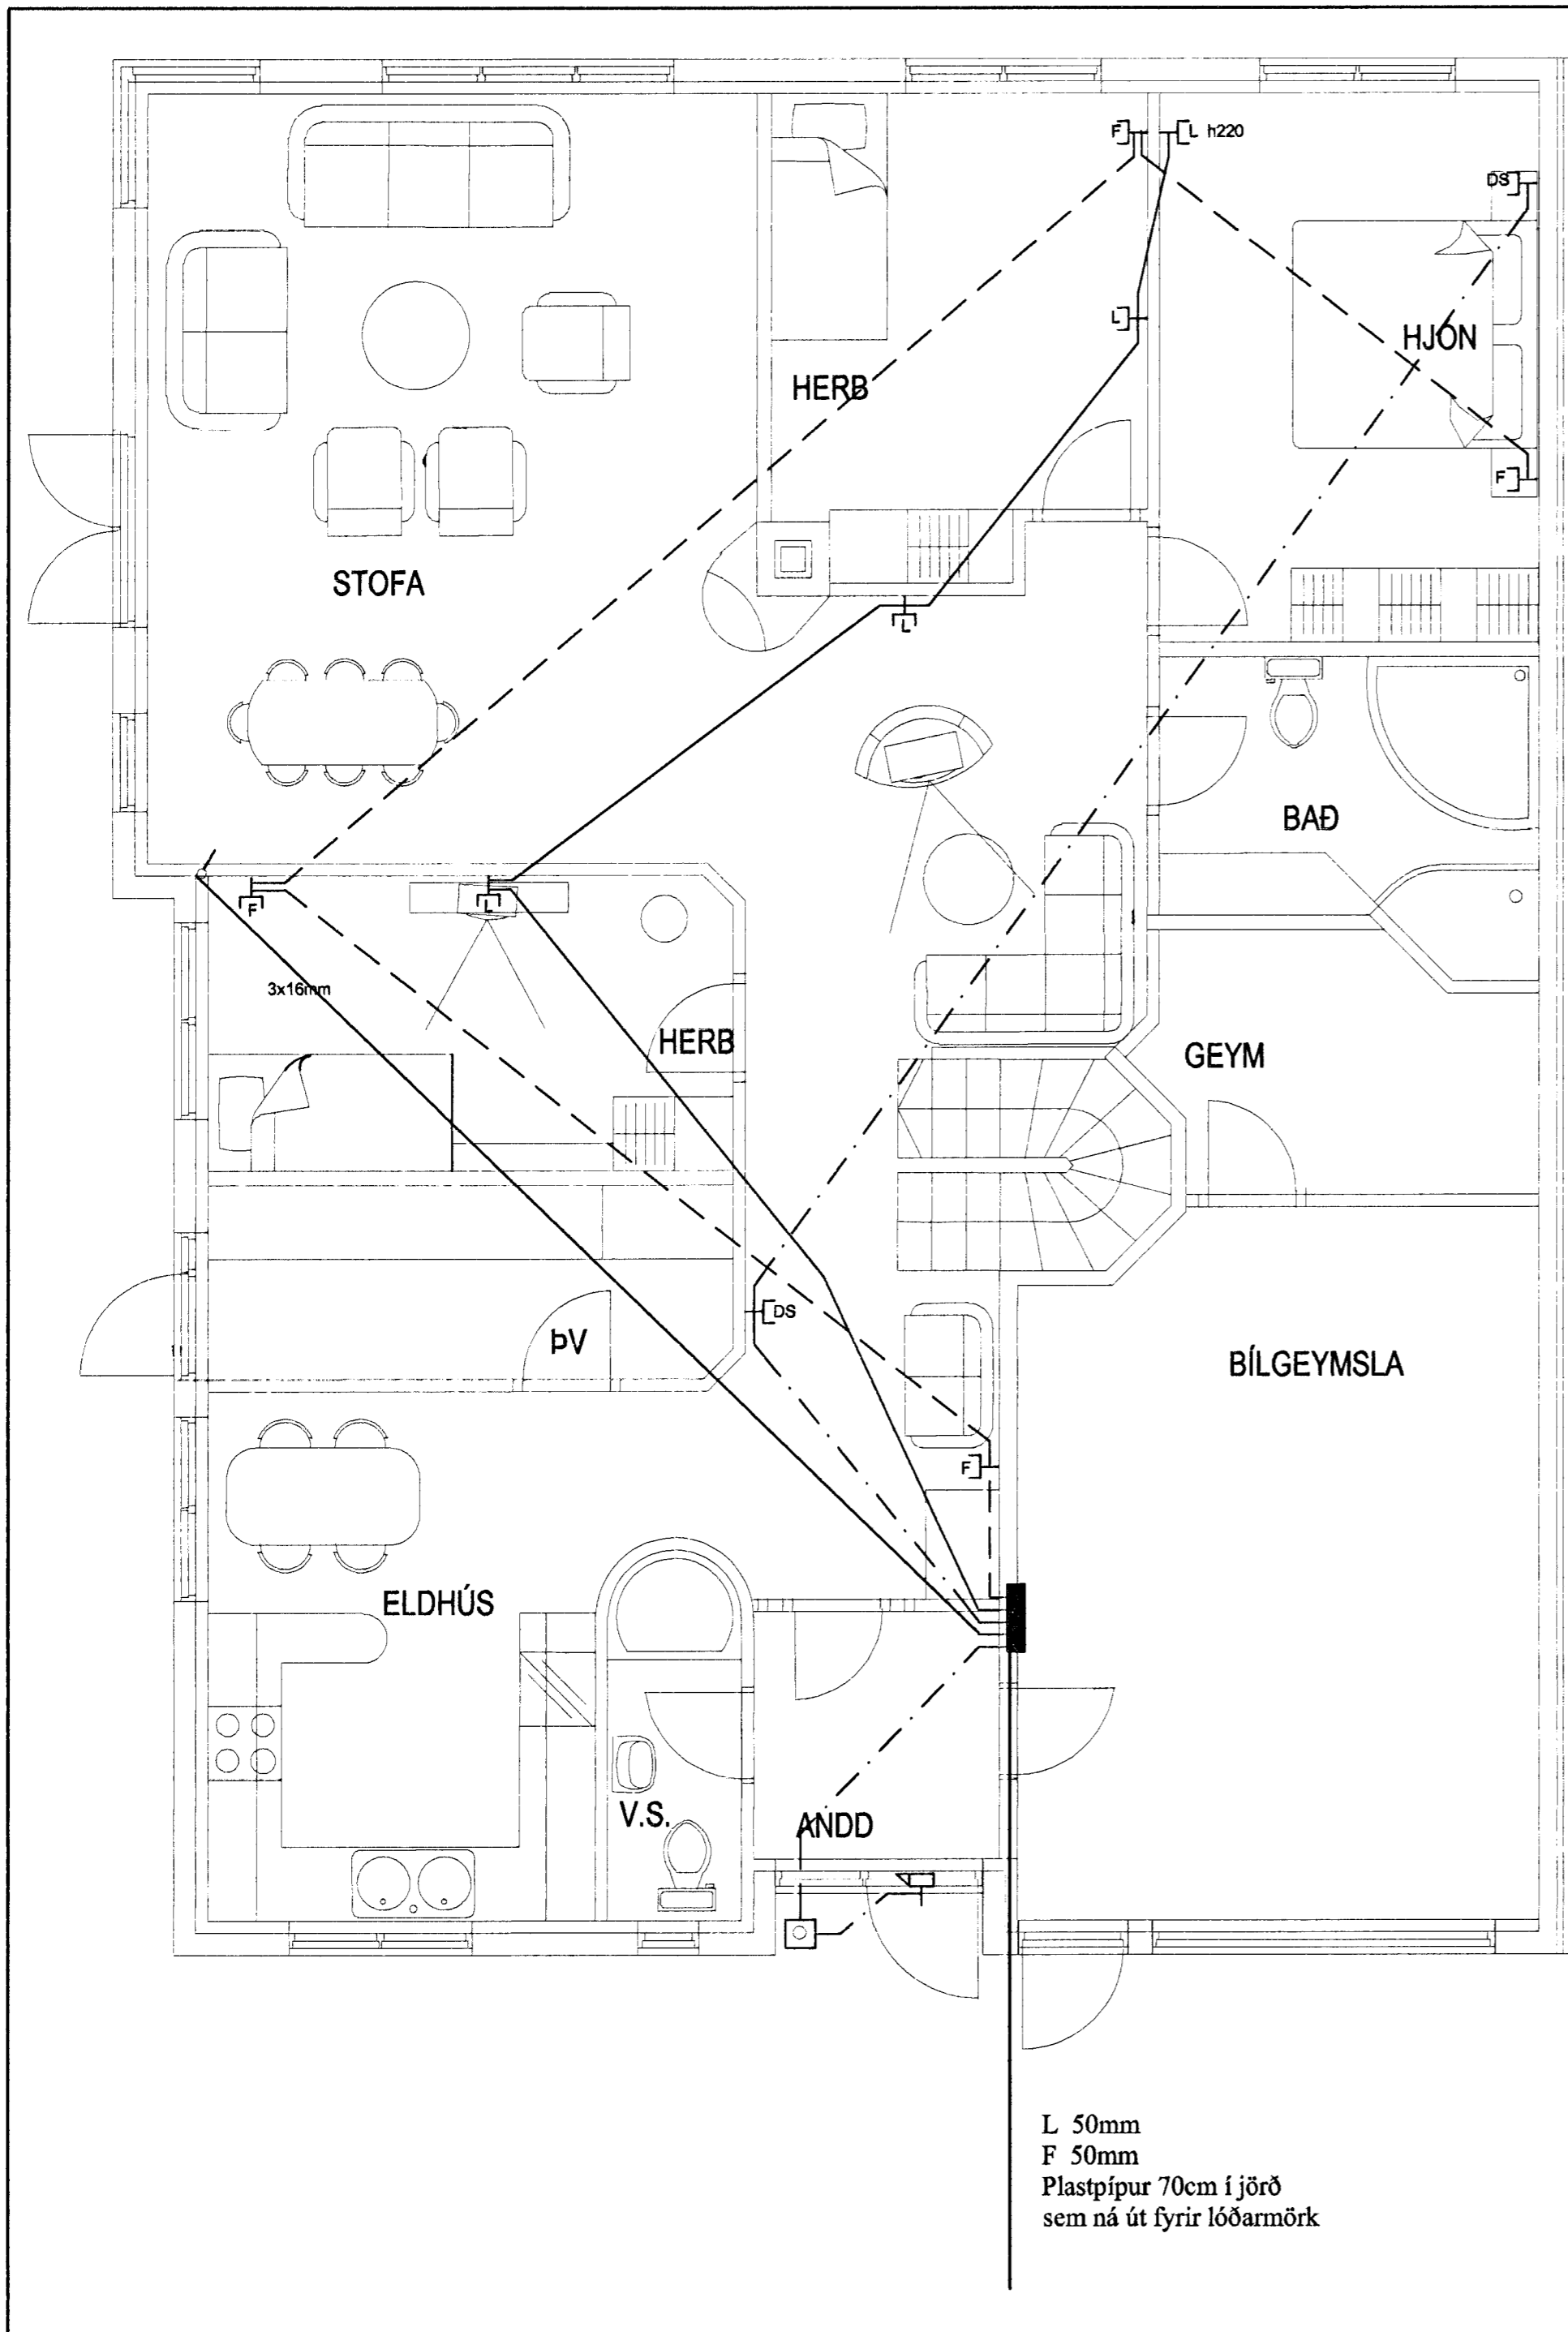 F
L h220
DS
L
HJÓN
HERB
F
STOFA
L
BAÐ
F
L
3x16mm
HERB
GEYM
DS
ÞV
BÍLGEYMSLA
F
ELDHÚS
V.S.
ANDD
L 50mm
F 50mm
Plastpípur 70cm í jörð
sem ná út fyrir lóðarmörk